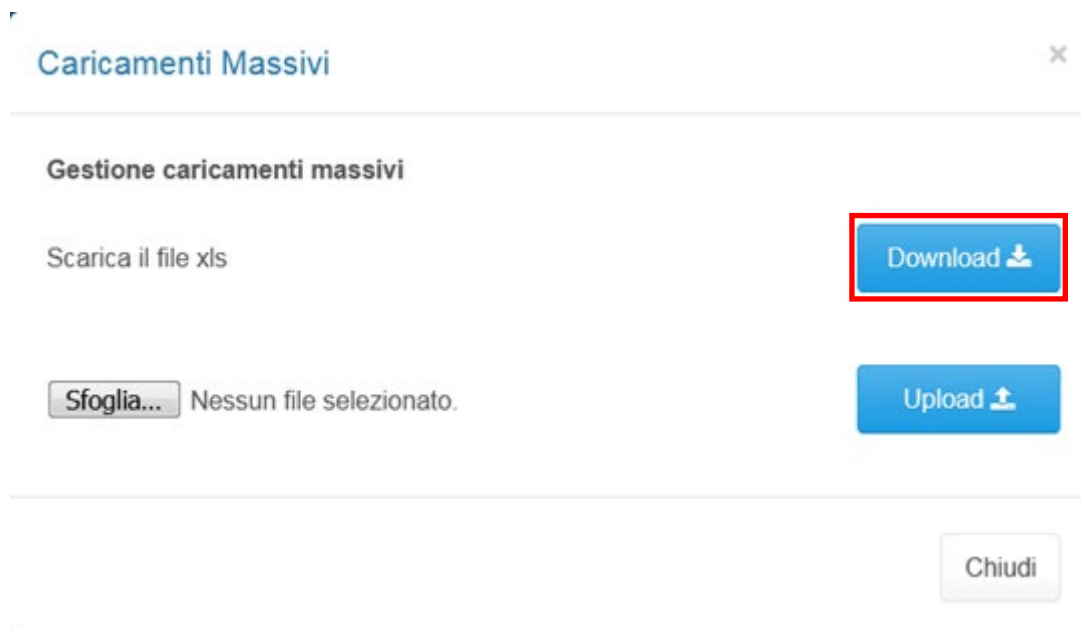 Caricamenti Massivi
×
Gestione caricamenti massivi
Scarica il file xls
Download
Sfoglia... Nessun file selezionato.
Upload
Chiudi